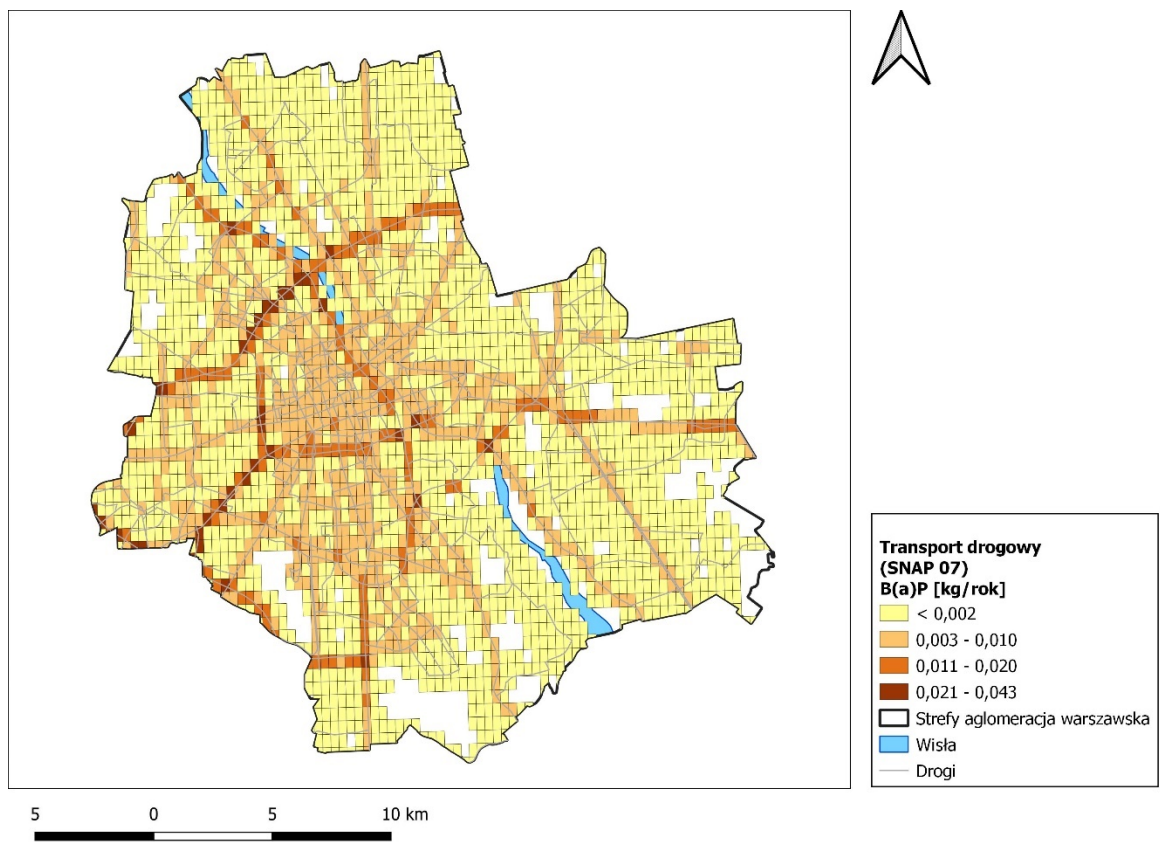 Transport drogowy
(SNAP 07)
B(a)P [kg/rok]
< 0,002
0,003 - 0,010
0,011 - 0,020
0,021 - 0,043
Strefy aglomeracja warszawska
Wisła
Drogi
5 0 5 10 km